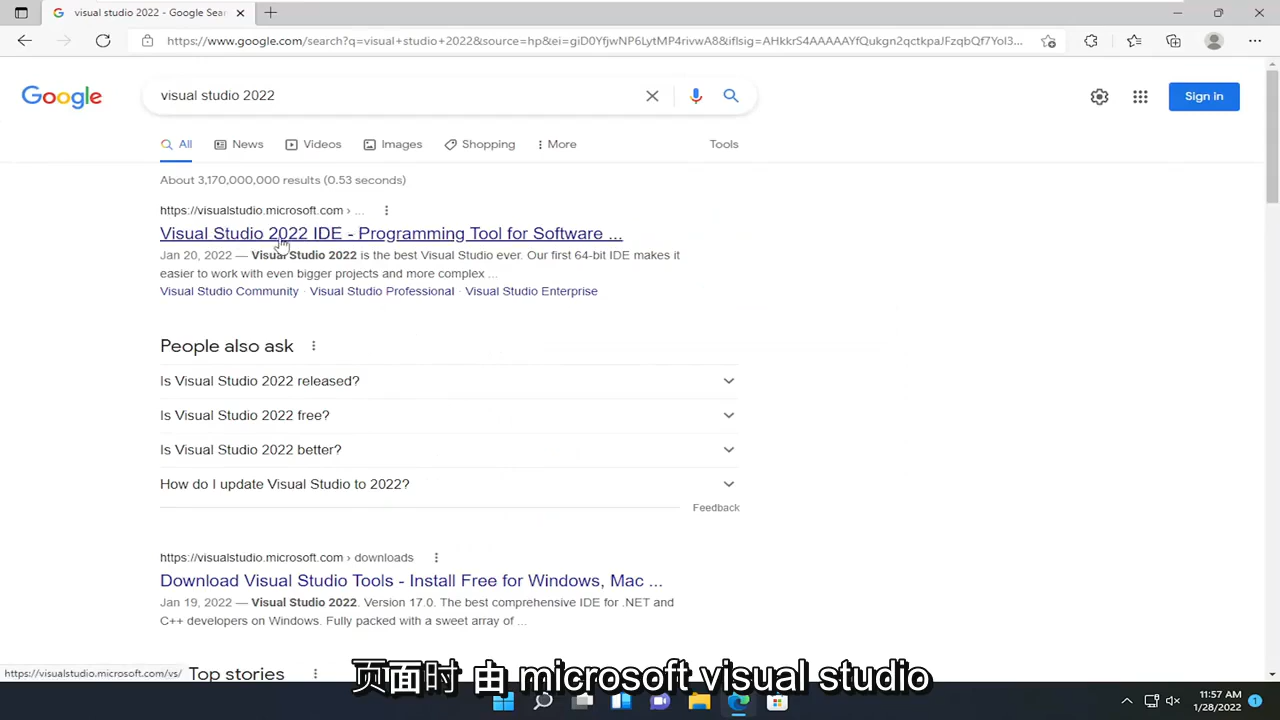 visual studio 2022 - Google Sear
https://www.google.com/search?q=visual+studio+2022&source=hp&ei=giD0YfjwNP6LytMP4rivwA8&iflsig=AHkkrS4AAAAAYfQukgn2qctkpaJFzqbQf7Yol3...
Google
visual studio 2022
Sign in
All News Videos Images Shopping More Tools
About 3,170,000,000 results (0.53 seconds)
https://visualstudio.microsoft.com › ...
Visual Studio 2022 IDE - Programming Tool for Software ...
Jan 20, 2022 — Visual Studio 2022 is the best Visual Studio ever. Our first 64-bit IDE makes it
easier to work with even bigger projects and more complex ...
Visual Studio Community · Visual Studio Professional · Visual Studio Enterprise
People also ask
Is Visual Studio 2022 released?
Is Visual Studio 2022 free?
Is Visual Studio 2022 better?
How do I update Visual Studio to 2022?
Feedback
https://visualstudio.microsoft.com › downloads
Download Visual Studio Tools - Install Free for Windows, Mac ...
Jan 19, 2022 — Visual Studio 2022. Version 17.0. The best comprehensive IDE for .NET and
C++ developers on Windows. Fully packed with a sweet array of ...
https://visualstudio.microsoft.com/vs/
Top stories
页面时 由 microsoft visual studio
11:57 AM
1/28/2022
1